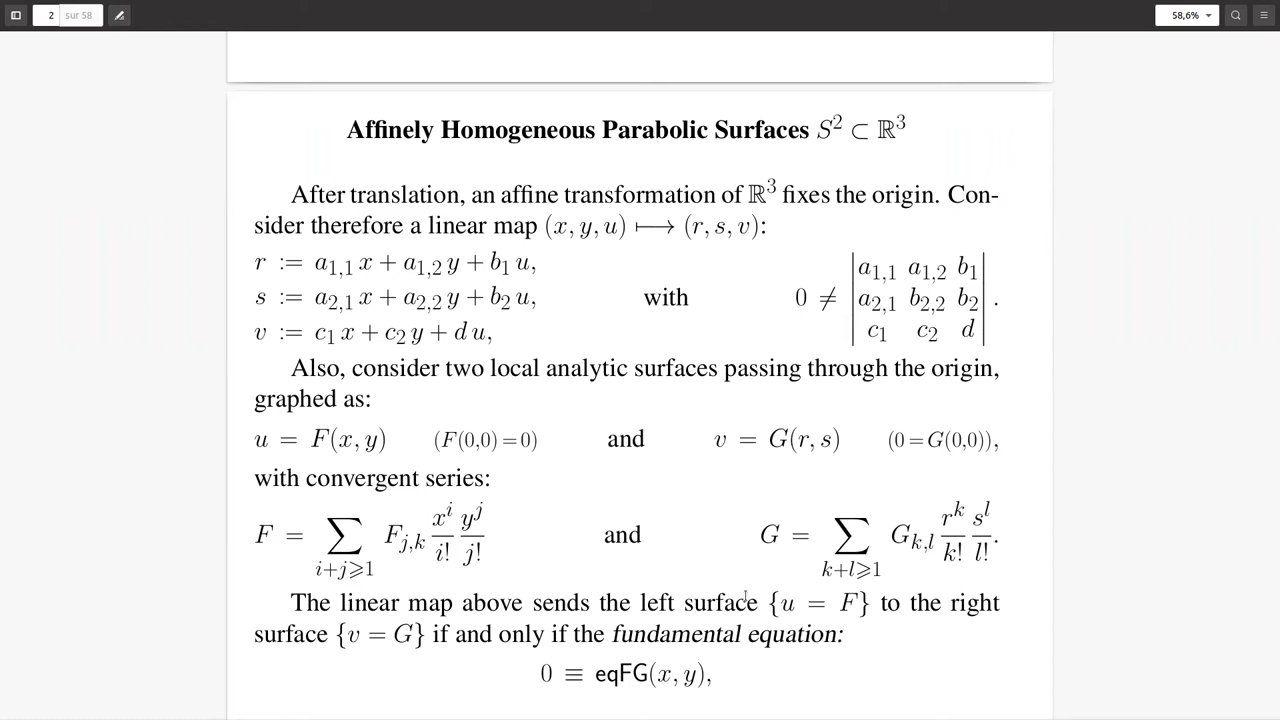 2 sur 58 58,6%
Affinely Homogeneous Parabolic Surfaces S² ⊂ ℝ³
After translation, an affine transformation of ℝ³ fixes the origin. Con-
sider therefore a linear map (x, y, u) ⟼ (r, s, v):
r := a₁,₁ x + a₁,₂ y + b₁ u,
s := a₂,₁ x + a₂,₂ y + b₂ u, with 0 ≠ | a₁,₁ a₁,₂ b₁ | a₂,₁ b₂,₂ b₂ | c₁ c₂ d | .
v := c₁ x + c₂ y + d u,
Also, consider two local analytic surfaces passing through the origin,
graphed as:
u = F(x, y) (F(0,0) = 0) and v = G(r, s) (0 = G(0,0)),
with convergent series:
F = ∑_{i+j⩾1} F_{j,k} x^i/i! y^j/j! and G = ∑_{k+l⩾1} G_{k,l} r^k/k! s^l/l!.
The linear map above sends the left surface {u = F} to the right
surface {v = G} if and only if the fundamental equation:
0 ≡ eqFG(x, y),